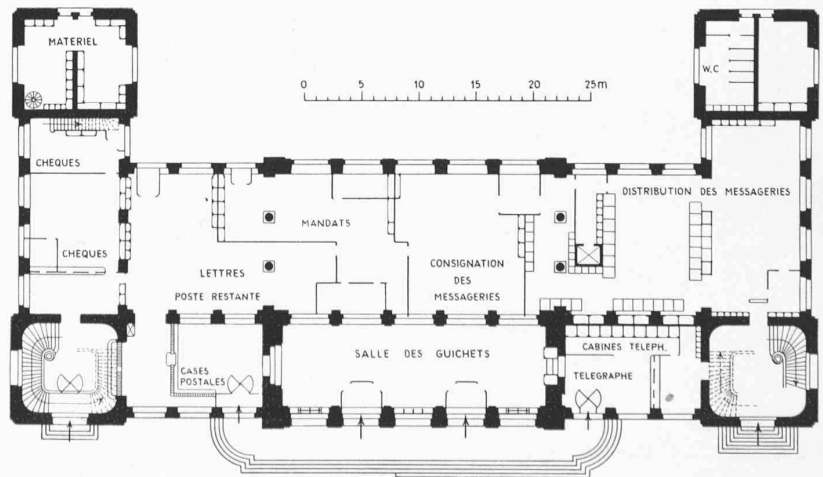 MATÉRIEL
W.C
0 5 10 15 20 25m
CHEQUES
DISTRIBUTION DES MESSAGERIES
MANDATS
CHEQUES
LETTRES
POSTE RESTANTE
CONSIGNATION
DES
MESSAGERIES
CASES
POSTALES
SALLE DES GUICHETS
CABINES TELEPH.
TELEGRAPHE